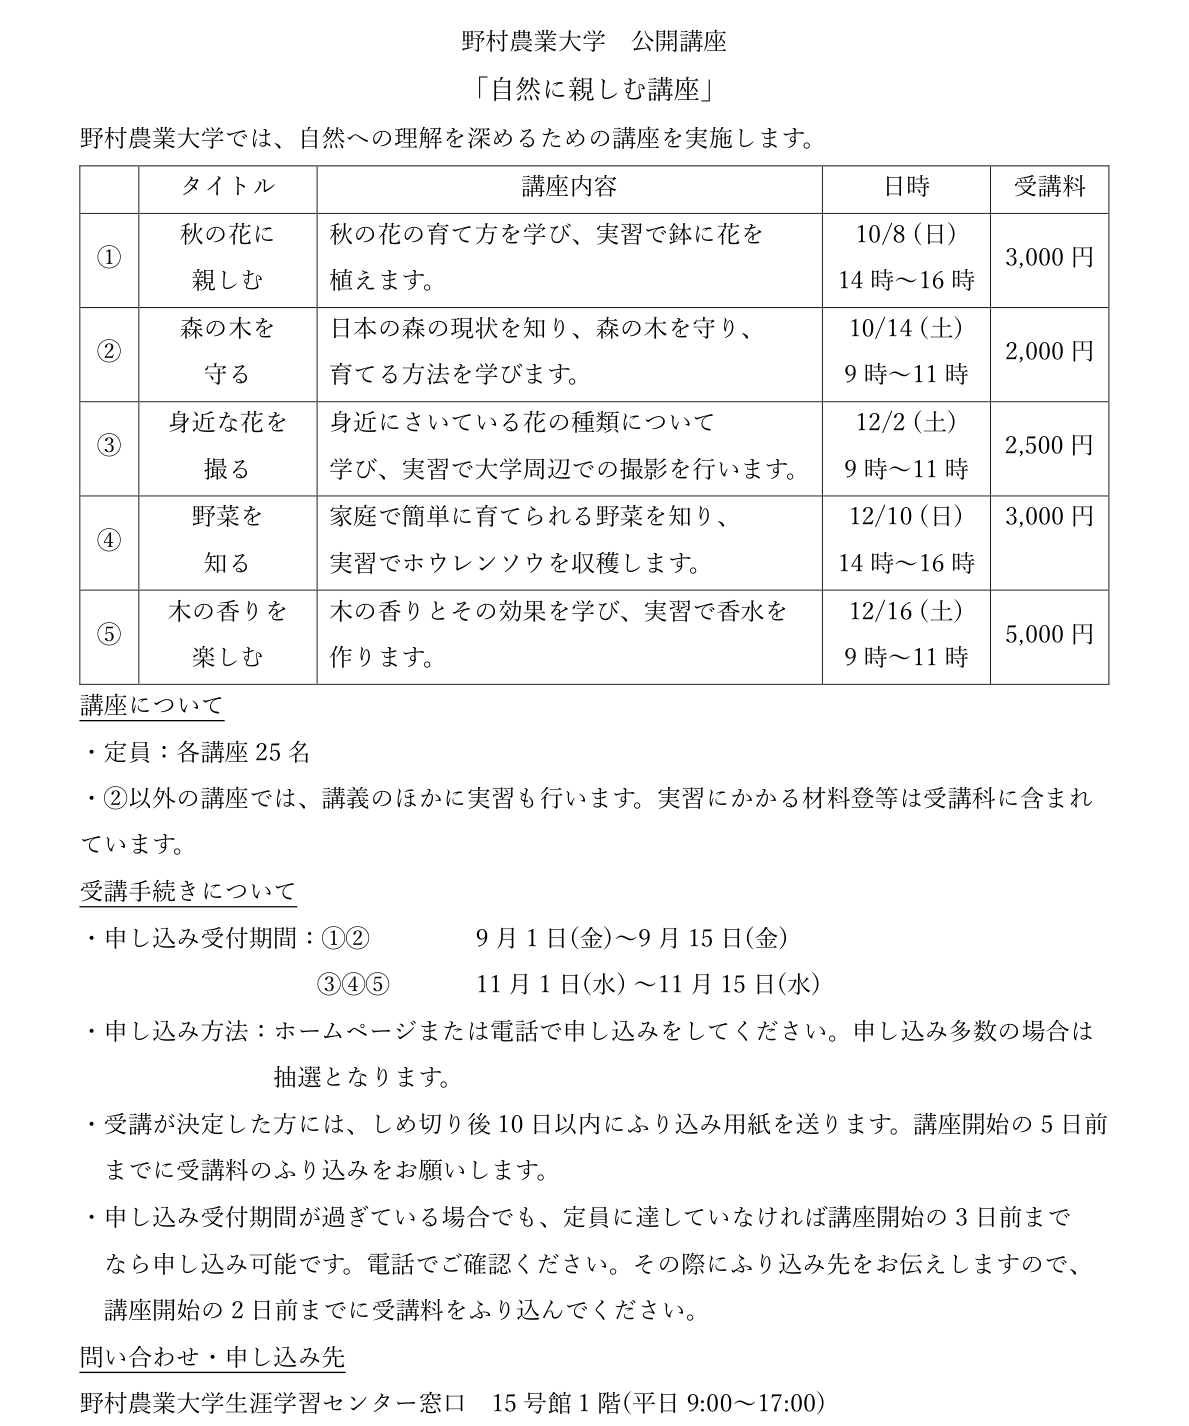 野村農業大学　公開講座
「自然に親しむ講座」
野村農業大学では、自然への理解を深めるための講座を実施します。
タイトル　講座内容　日時　受講料
①　秋の花に親しむ　秋の花の育て方を学び、実習で鉢に花を植えます。　10/8 (日) 14 時～16 時　3,000 円
②　森の木を守る　日本の森の現状を知り、森の木を守り、育てる方法を学びます。　10/14 (土) 9 時～11 時　2,000 円
③　身近な花を撮る　身近にさいている花の種類について学び、実習で大学周辺での撮影を行います。　12/2 (土) 9 時～11 時　2,500 円
④　野菜を知る　家庭で簡単に育てられる野菜を知り、実習でホウレンソウを収穫します。　12/10 (日) 14 時～16 時　3,000 円
⑤　木の香りを楽しむ　木の香りとその効果を学び、実習で香水を作ります。　12/16 (土) 9 時～11 時　5,000 円
講座について
・定員：各講座 25 名
・②以外の講座では、講義のほかに実習も行います。実習にかかる材料登等は受講科に含まれ
ています。
受講手続きについて
・申し込み受付期間：①②　9 月 1 日(金)～9 月 15 日(金)
③④⑤　11 月 1 日(水) ～11 月 15 日(水)
・申し込み方法：ホームページまたは電話で申し込みをしてください。申し込み多数の場合は
抽選となります。
・受講が決定した方には、しめ切り後 10 日以内にふり込み用紙を送ります。講座開始の 5 日前
までに受講料のふり込みをお願いします。
・申し込み受付期間が過ぎている場合でも、定員に達していなければ講座開始の 3 日前まで
なら申し込み可能です。電話でご確認ください。その際にふり込み先をお伝えしますので、
講座開始の 2 日前までに受講料をふり込んでください。
問い合わせ・申し込み先
野村農業大学生涯学習センター窓口　15 号館 1 階(平日 9:00～17:00)